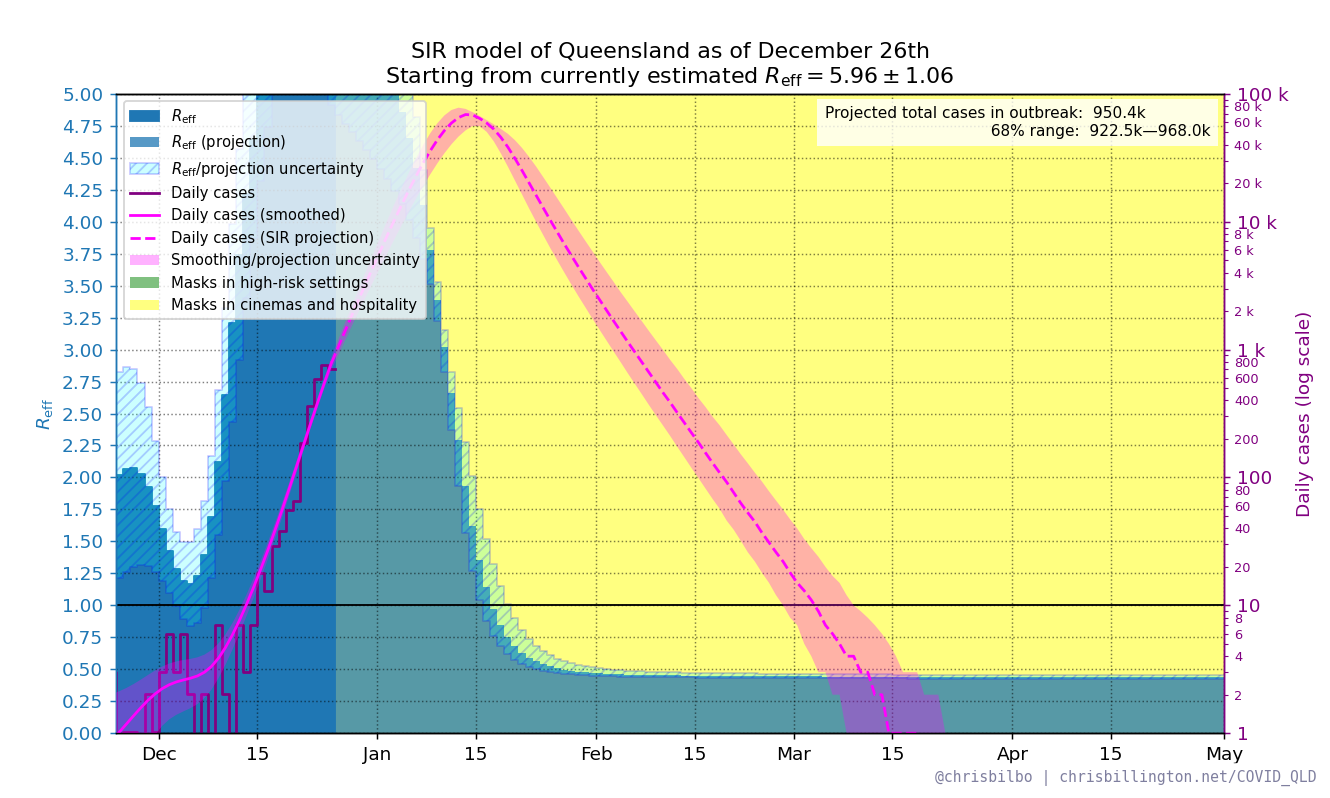 SIR model of Queensland as of December 26th
Starting from currently estimated R_eff = 5.96 ± 1.06
Projected total cases in outbreak: 950.4k
68% range: 922.5k—968.0k
R_eff
R_eff (projection)
R_eff/projection uncertainty
Daily cases
Daily cases (smoothed)
Daily cases (SIR projection)
Smoothing/projection uncertainty
Masks in high-risk settings
Masks in cinemas and hospitality
R_eff
5.00
4.75
4.50
4.25
4.00
3.75
3.50
3.25
3.00
2.75
2.50
2.25
2.00
1.75
1.50
1.25
1.00
0.75
0.50
0.25
0.00
Dec 15 Jan 15 Feb 15 Mar 15 Apr 15 May
100 k
80 k
60 k
40 k
20 k
10 k
8 k
6 k
4 k
2 k
1 k
800
600
400
200
100
80
60
40
20
10
8
6
4
2
1
Daily cases (log scale)
@chrisbilbo | chrisbillington.net/COVID_QLD